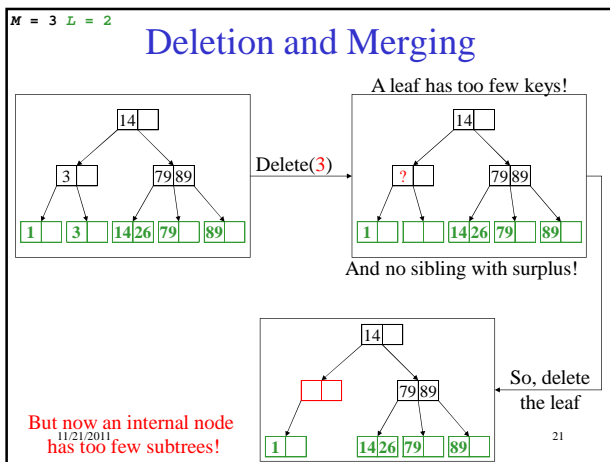 M = 3 L = 2
Deletion and Merging
A leaf has too few keys!
14
3
79 89
1
3
14 26
79
89
Delete(3)
14
?
79 89
1
14 26
79
89
And no sibling with surplus!
14
79 89
1
14 26
79
89
So, delete
the leaf
But now an internal node
has too few subtrees!
11/21/2011
21